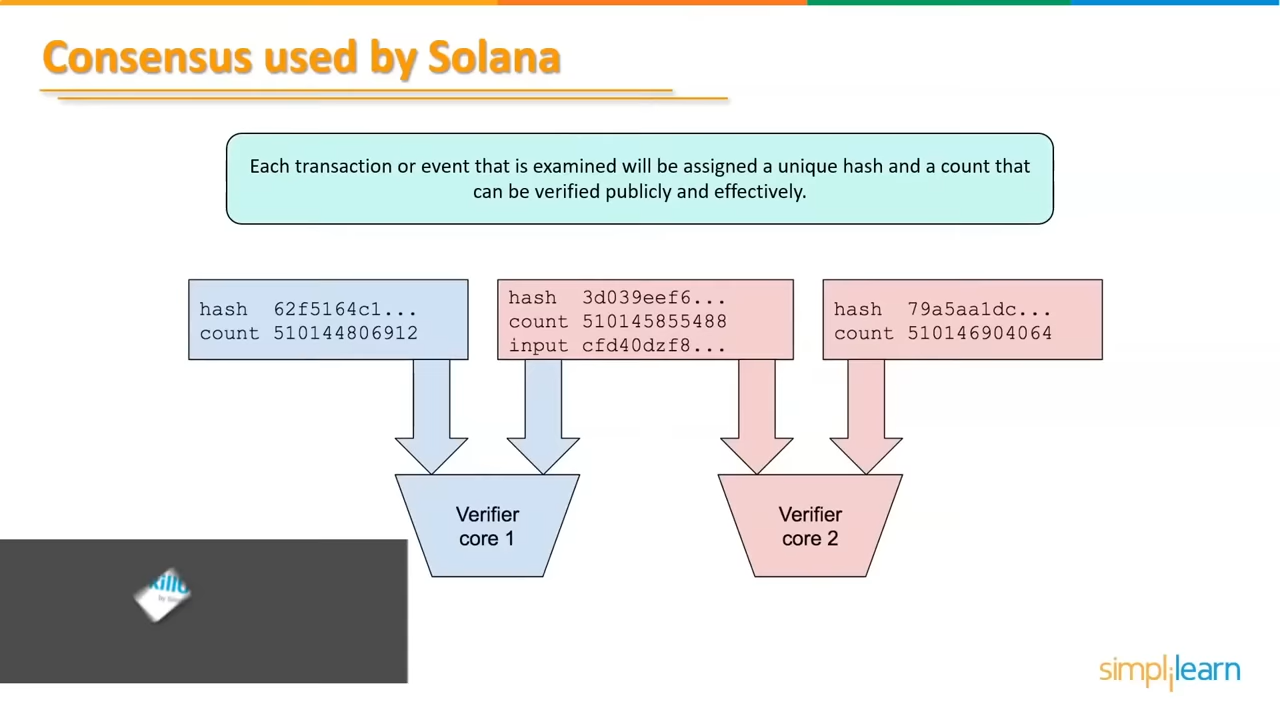 Consensus used by Solana
Each transaction or event that is examined will be assigned a unique hash and a count that
can be verified publicly and effectively.
hash 62f5164c1...
count 510144806912
hash 3d039eef6...
count 510145855488
input cfd40dzf8...
hash 79a5aa1dc...
count 510146904064
Verifier
core 1
Verifier
core 2
simplilearn